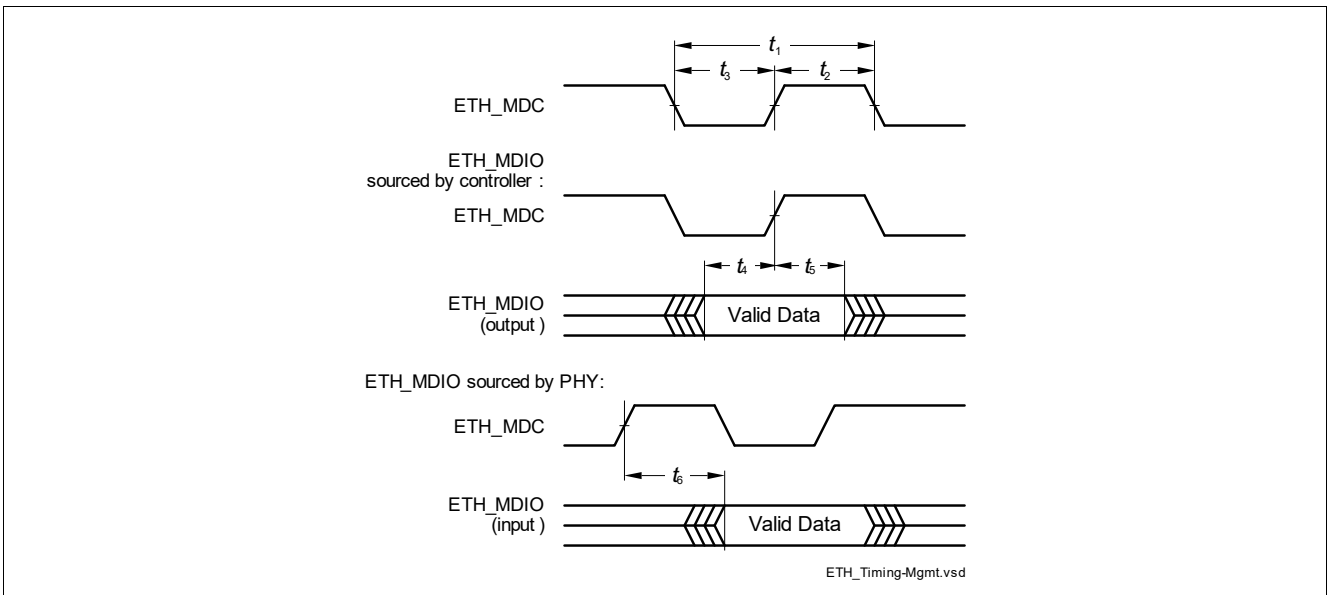 t1
t3
t2
ETH_MDC
ETH_MDIO
sourced by controller :
ETH_MDC
t4
t5
ETH_MDIO
(output )
Valid Data
ETH_MDIO sourced by PHY:
ETH_MDC
t6
ETH_MDIO
(input )
Valid Data
ETH_Timing-Mgmt.vsd